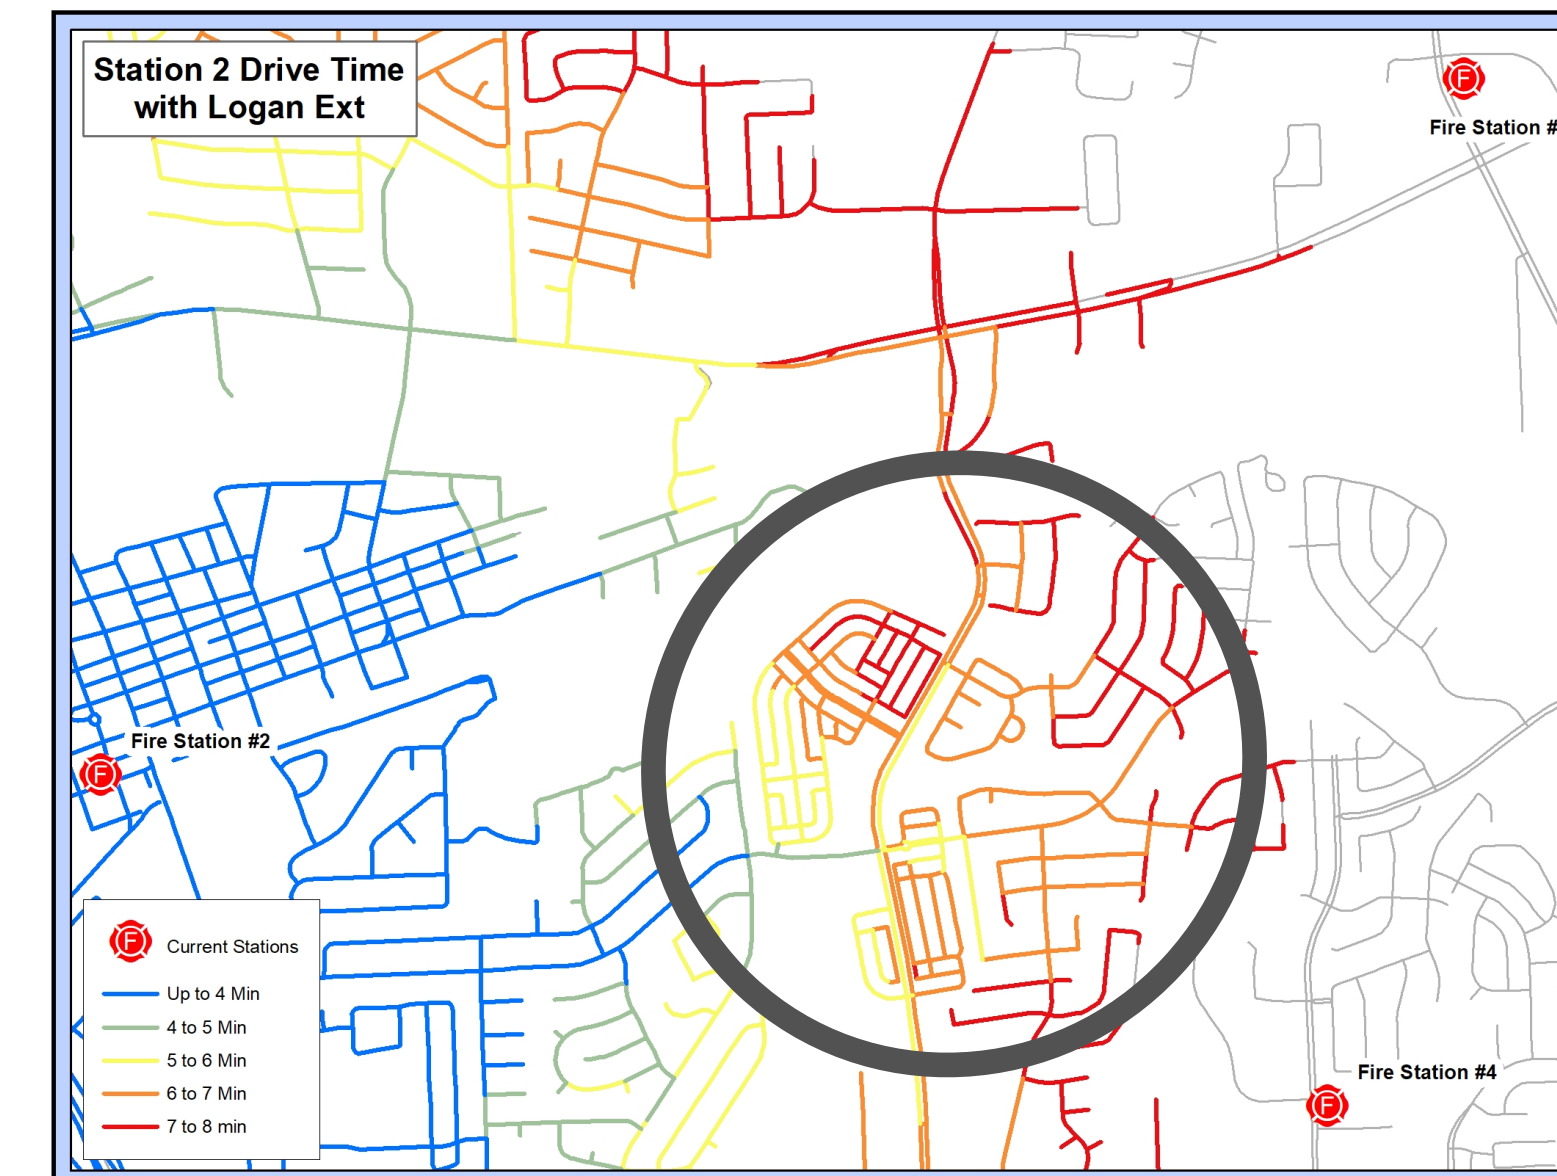 Station 2 Drive Time
with Logan Ext
F
Fire Station #
Fire Station #2
F
F
Current Stations
Up to 4 Min
4 to 5 Min
5 to 6 Min
6 to 7 Min
7 to 8 min
Fire Station #4
F